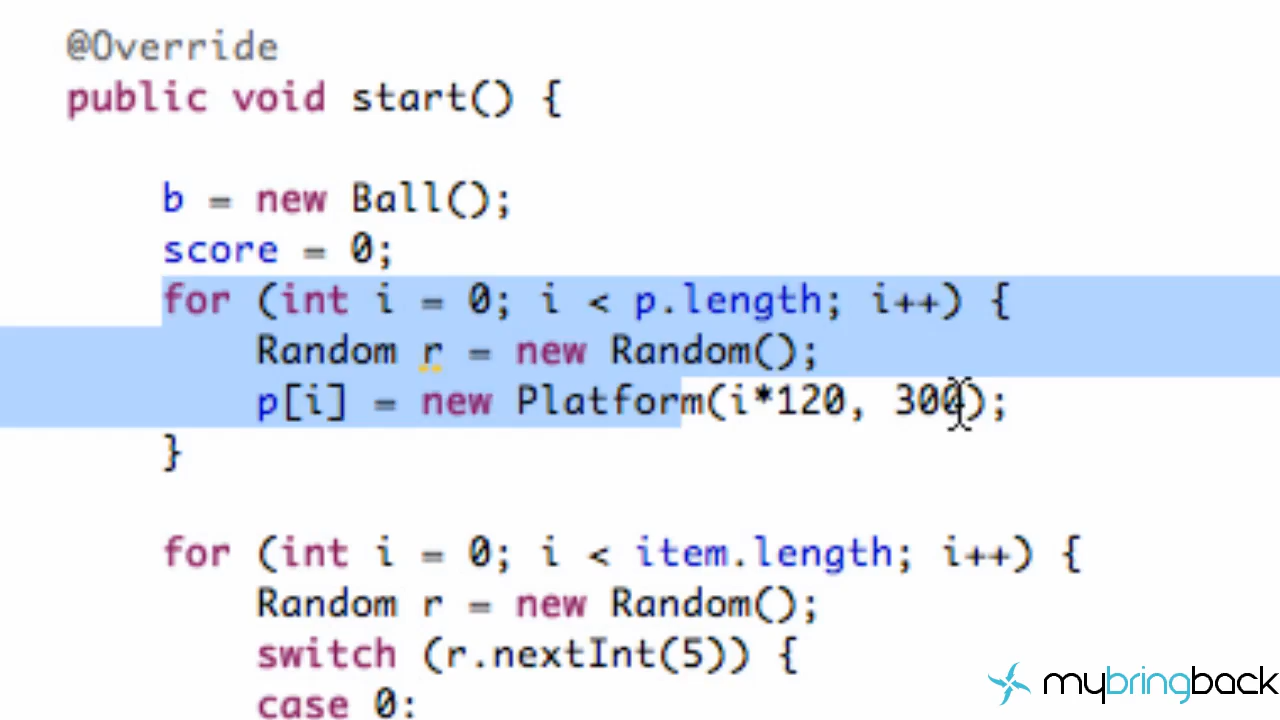 @Override
public void start() {
b = new Ball();
score = 0;
for (int i = 0; i < p.length; i++) {
Random r = new Random();
p[i] = new Platform(i*120, 300);
}
for (int i = 0; i < item.length; i++) {
Random r = new Random();
switch (r.nextInt(5)) {
case 0:
mybringback